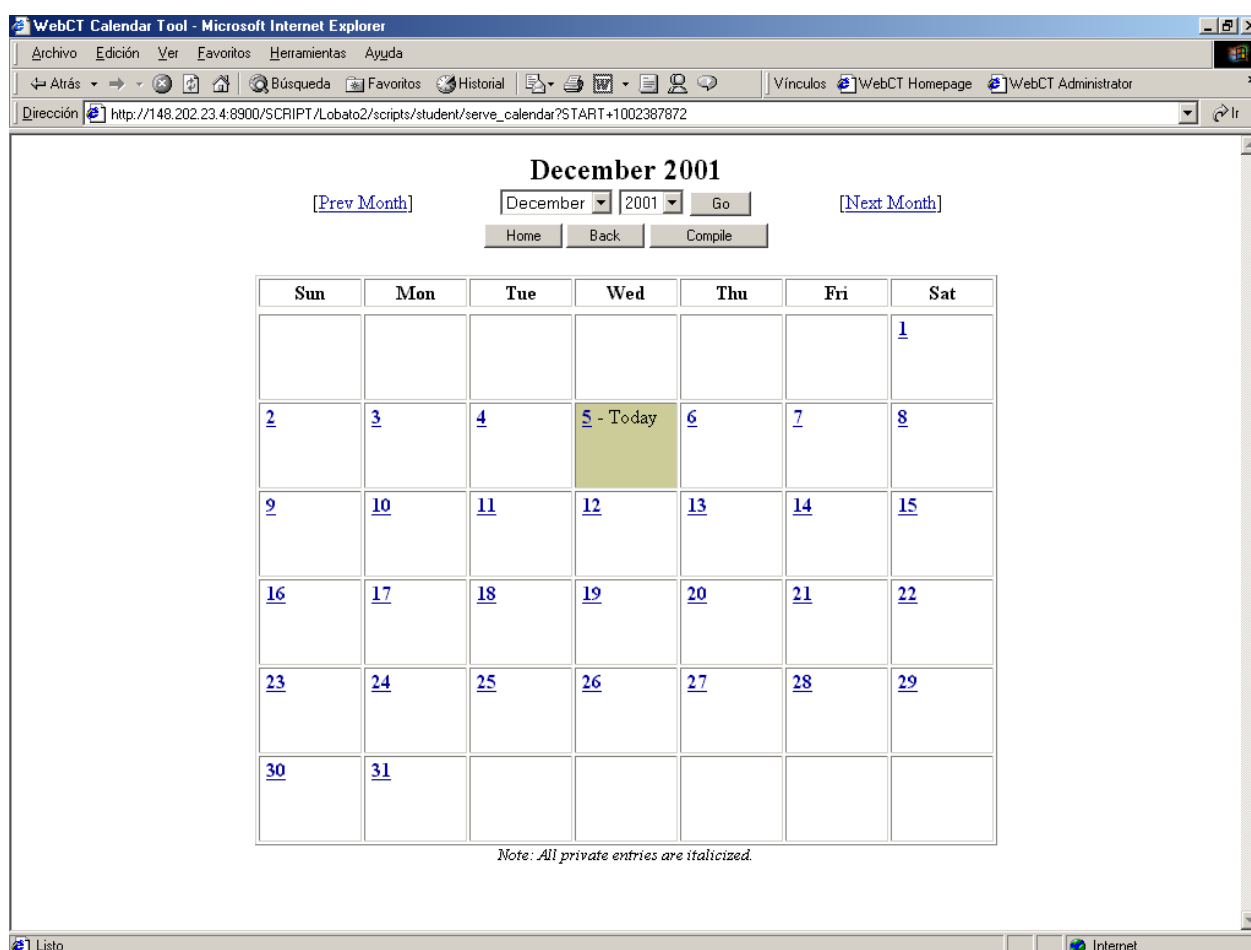 WebCT Calendar Tool - Microsoft Internet Explorer
Archivo Edición Ver Favoritos Herramientas Ayuda
Atrás Búsqueda Favoritos Historial Vínculos WebCT Homepage WebCT Administrator
Dirección http://148.202.23.4:8900/SCRIPT/Lobato2/scripts/student/serve_calendar?START+1002387872 Ir
December 2001
[Prev Month] December 2001 Go [Next Month]
Home Back Compile
Sun Mon Tue Wed Thu Fri Sat
1
2 3 4 5 - Today 6 7 8
9 10 11 12 13 14 15
16 17 18 19 20 21 22
23 24 25 26 27 28 29
30 31
Note: All private entries are italicized.
Listo Internet